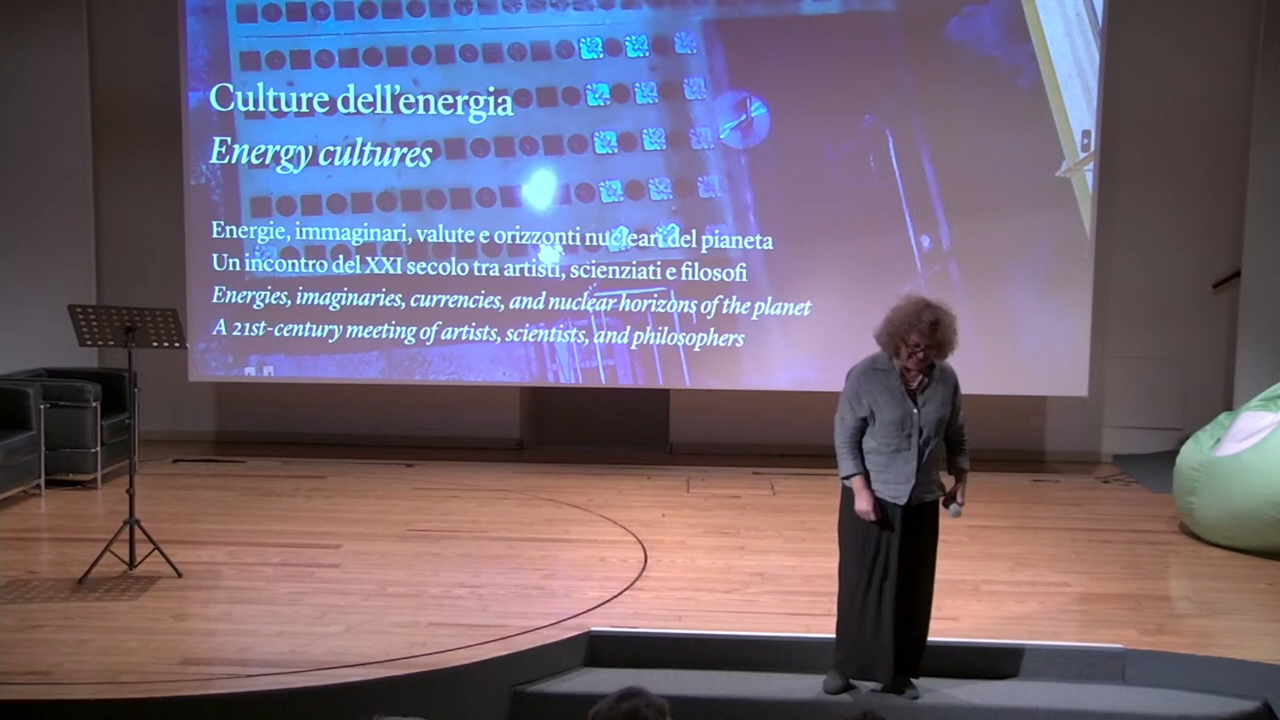 Culture dell'energia
Energy cultures
Energie, immaginari, valute e orizzonti nucleari del pianeta
Un incontro del XXI secolo tra artisti, scienziati e filosofi
Energies, imaginaries, currencies, and nuclear horizons of the planet
A 21st-century meeting of artists, scientists, and philosophers